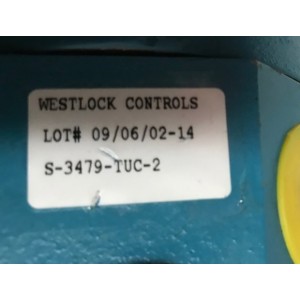 WESTLOCK CONTROLS
LOT# 09/06/02-14
S-3479-TUC-2